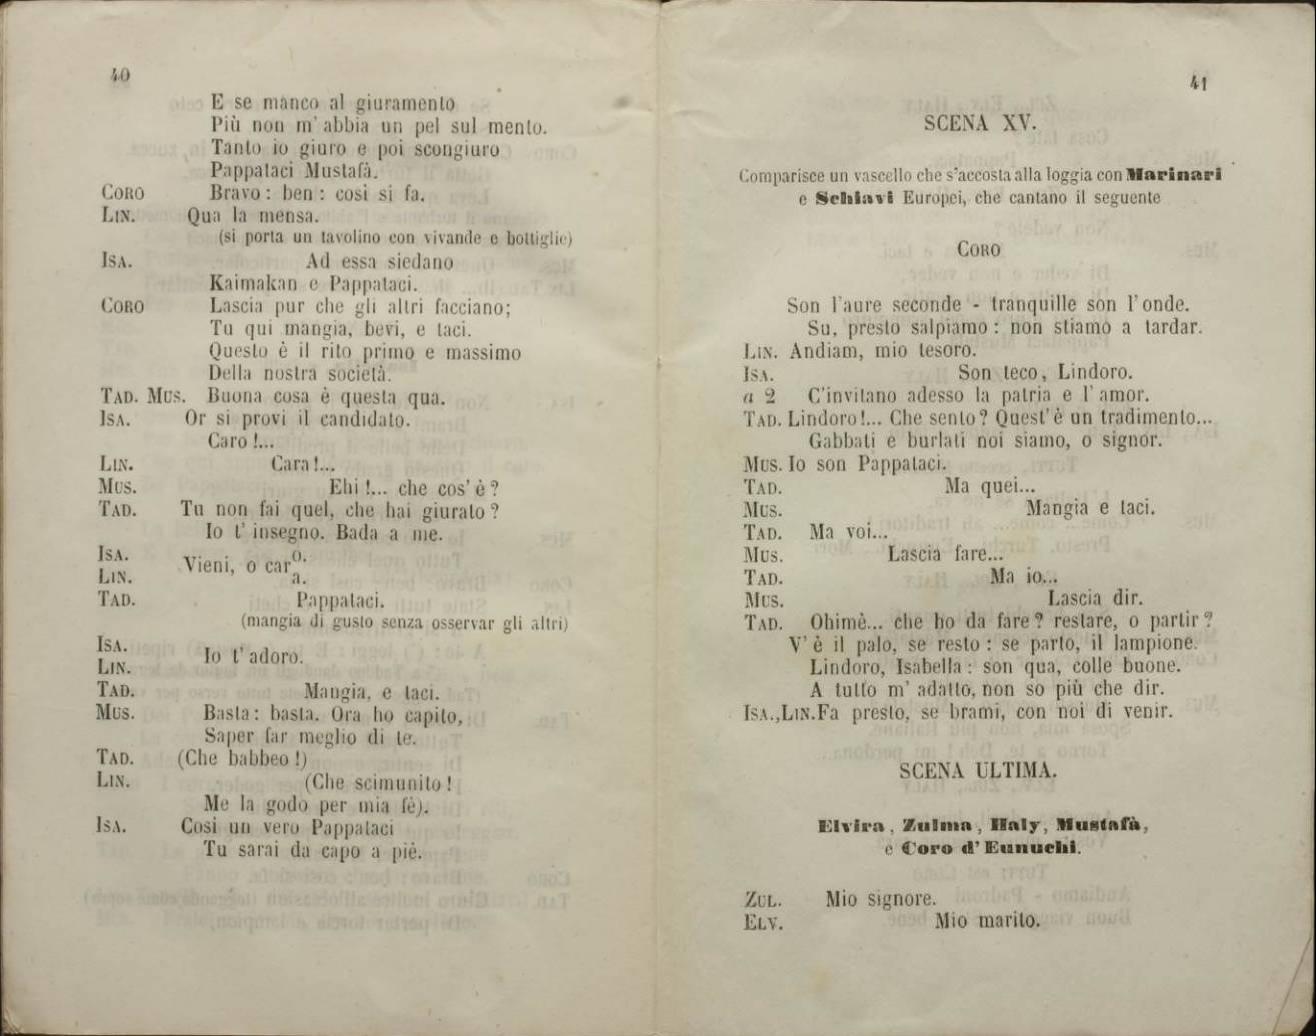 40
E se manco al giuramento
Più non m'abbia un pel sul mento.
Tanto io giuro e poi scongiuro
Pappataci Mustafà.
CORO Bravo: ben: così si fa.
LIN. Qua la mensa.
(si porta un tavolino con vivande e bottiglie)
ISA. Ad essa siedano
Kaimakan e Pappataci.
CORO Lascia pur che gli altri facciano;
Tu qui mangia, bevi, e taci.
Questo è il rito primo e massimo
Della nostra società.
TAD. MUS. Buona cosa è questa qua.
ISA. Or si provi il candidato.
Caro!...
LIN. Cara!...
MUS. Ehi!... che cos'è?
TAD. Tu non fai quel, che hai giurato?
Io t'insegno. Bada a me.
ISA. LIN. Vieni, o caro. a.
TAD. Pappataci.
(mangia di gusto senza osservar gli altri)
ISA. LIN. Io t'adoro.
TAD. Mangia, e taci.
MUS. Basta: basta. Ora ho capito,
Saper far meglio di te.
TAD. (Che babbeo!)
LIN. (Che scimunito!
Me la godo per mia fè).
ISA. Così un vero Pappataci
Tu sarai da capo a piè.
41
SCENA XV.
Comparisce un vascello che s'accosta alla loggia con Marinari
e Schiavi Europei, che cantano il seguente
CORO
Son l'aure seconde - tranquille son l'onde.
Su, presto salpiamo: non stiamo a tardar.
LIN. Andiam, mio tesoro.
ISA. Son teco, Lindoro.
a 2 C'invitano adesso la patria e l'amor.
TAD. Lindoro!... Che sento? Quest'è un tradimento...
Gabbati e burlati noi siamo, o signor.
MUS. Io son Pappataci.
TAD. Ma quei...
MUS. Mangia e taci.
TAD. Ma voi...
MUS. Lascia fare...
TAD. Ma io...
MUS. Lascia dir.
TAD. Ohimè... che ho da fare? restare, o partir?
V'è il palo, se resto: se parto, il lampione.
Lindoro, Isabella: son qua, colle buone.
A tutto m'adatto, non so più che dir.
ISA., LIN. Fa presto, se brami, con noi di venir.
SCENA ULTIMA.
Elvira, Zulma, Haly, Mustafà,
e Coro d'Eunuchi.
ZUL. Mio signore.
ELV. Mio marito.